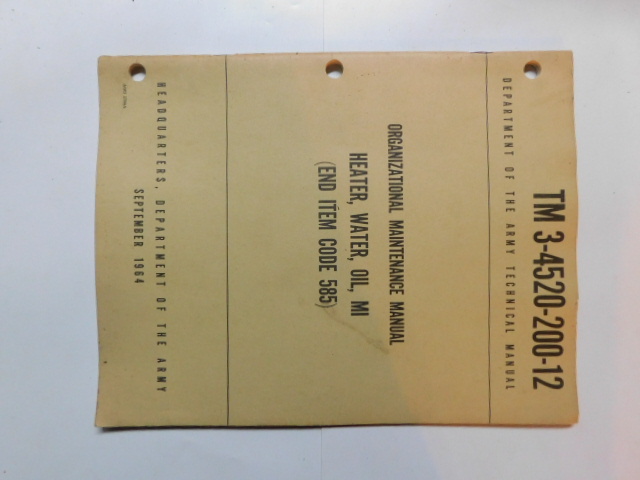 TM 3-4520-200-12
DEPARTMENT OF THE ARMY TECHNICAL MANUAL
ORGANIZATIONAL MAINTENANCE MANUAL
HEATER, WATER, OIL, MI
(END ITEM CODE 585)
HEADQUARTERS, DEPARTMENT OF THE ARMY
SEPTEMBER 1964